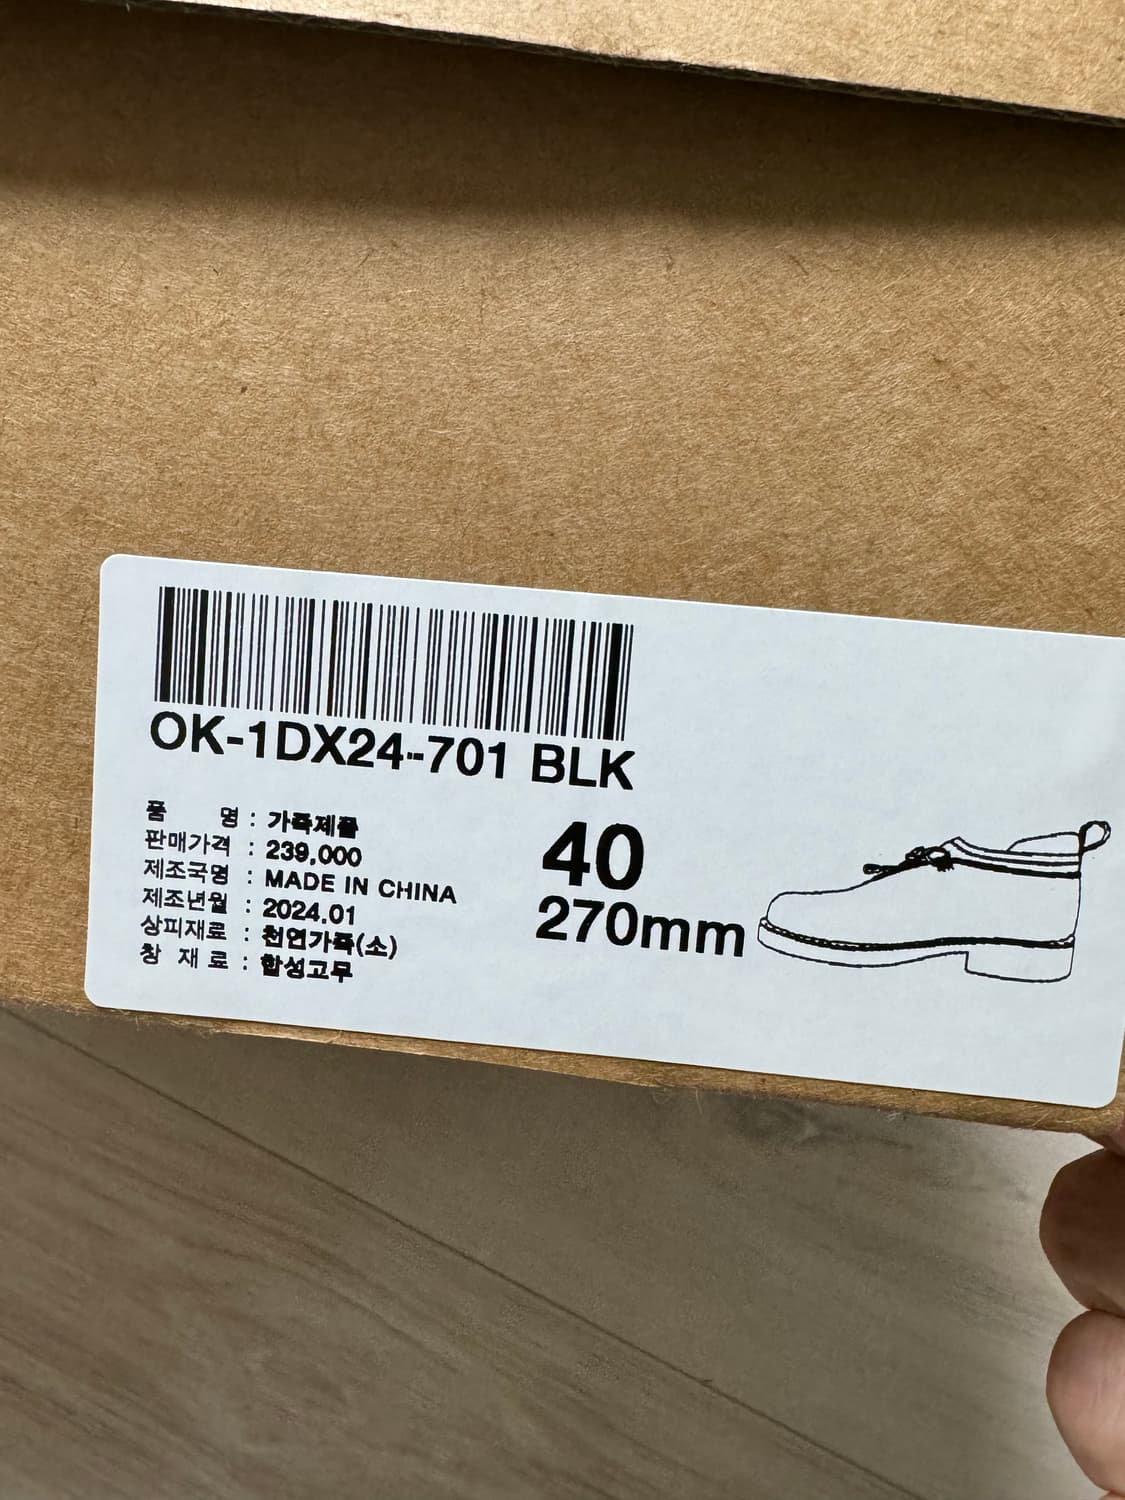 OK-1DX24-701 BLK
품 명 : 가죽제품
판매가격 : 239,000
제조국명 : MADE IN CHINA
제조년월 : 2024.01
상피재료 : 천연가죽(소)
창 재 료 : 합성고무
40
270mm